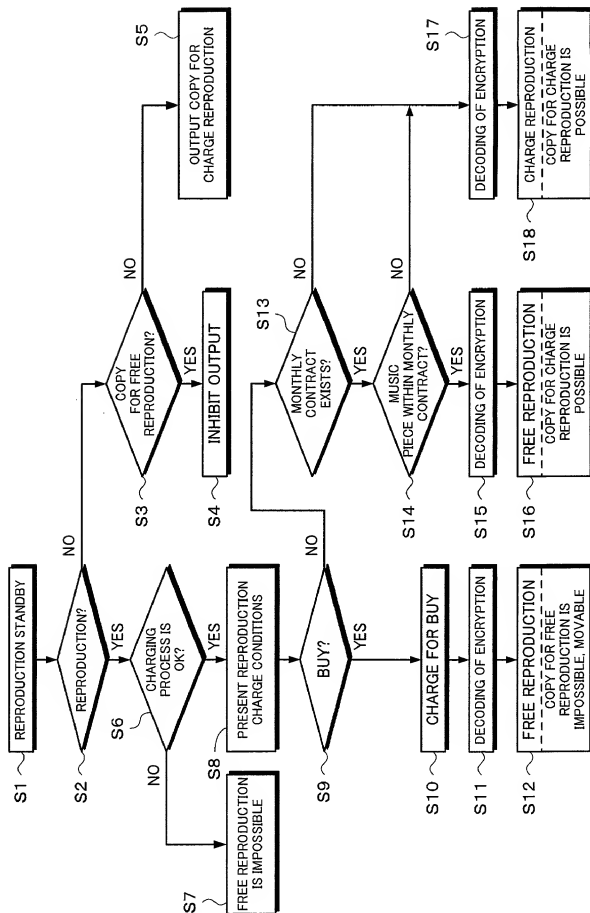 S1
REPRODUCTION STANDBY
S2
REPRODUCTION?
NO
YES
S3
COPY
FOR FREE
REPRODUCTION?
NO
YES
S4
INHIBIT OUTPUT
S5
OUTPUT COPY FOR
CHARGE REPRODUCTION
S6
CHARGING
PROCESS IS
OK?
NO
YES
S7
FREE REPRODUCTION
IS IMPOSSIBLE
S8
PRESENT REPRODUCTION
CHARGE CONDITIONS
S9
BUY?
NO
YES
S10
CHARGE FOR BUY
S11
DECODING OF ENCRYPTION
S12
FREE REPRODUCTION
COPY FOR FREE
REPRODUCTION IS
IMPOSSIBLE, MOVABLE
S13
MONTHLY
CONTRACT
EXISTS?
NO
YES
S14
MUSIC
PIECE WITHIN MONTHLY
CONTRACT?
NO
YES
S15
DECODING OF ENCRYPTION
S16
FREE REPRODUCTION
COPY FOR CHARGE
REPRODUCTION IS
POSSIBLE
S17
DECODING OF ENCRYPTION
S18
CHARGE REPRODUCTION
COPY FOR CHARGE
REPRODUCTION IS
POSSIBLE